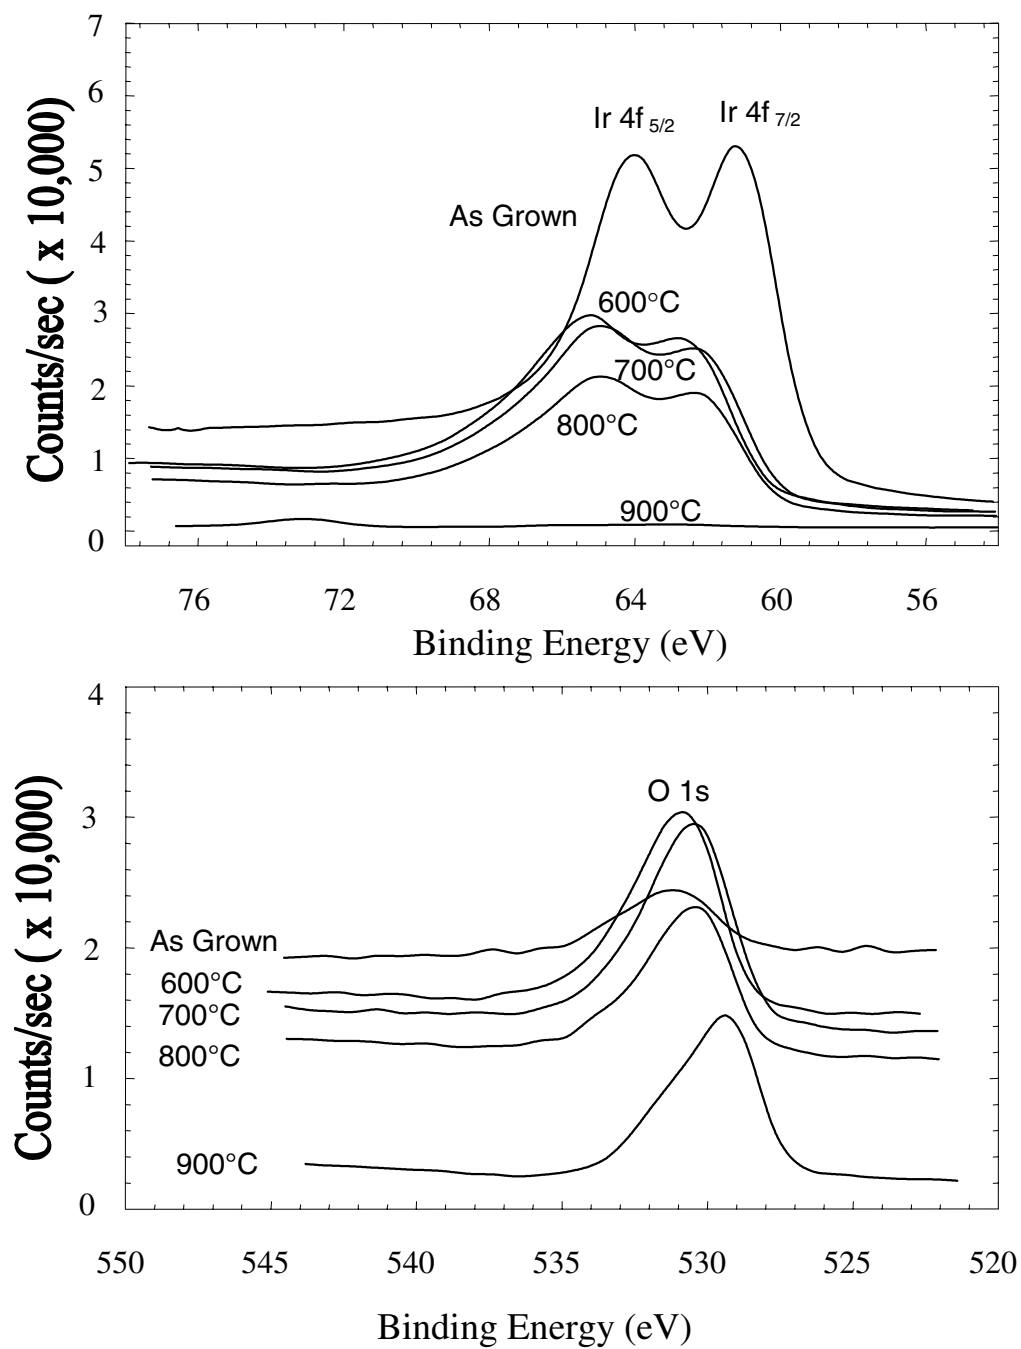 7
6
5
4
3
2
1
0
Counts/sec ( x 10,000)
Ir 4f 5/2
Ir 4f 7/2
As Grown
600°C
700°C
800°C
900°C
76 72 68 64 60 56
Binding Energy (eV)
4
3
2
1
0
Counts/sec ( x 10,000)
O 1s
As Grown
600°C
700°C
800°C
900°C
550 545 540 535 530 525 520
Binding Energy (eV)